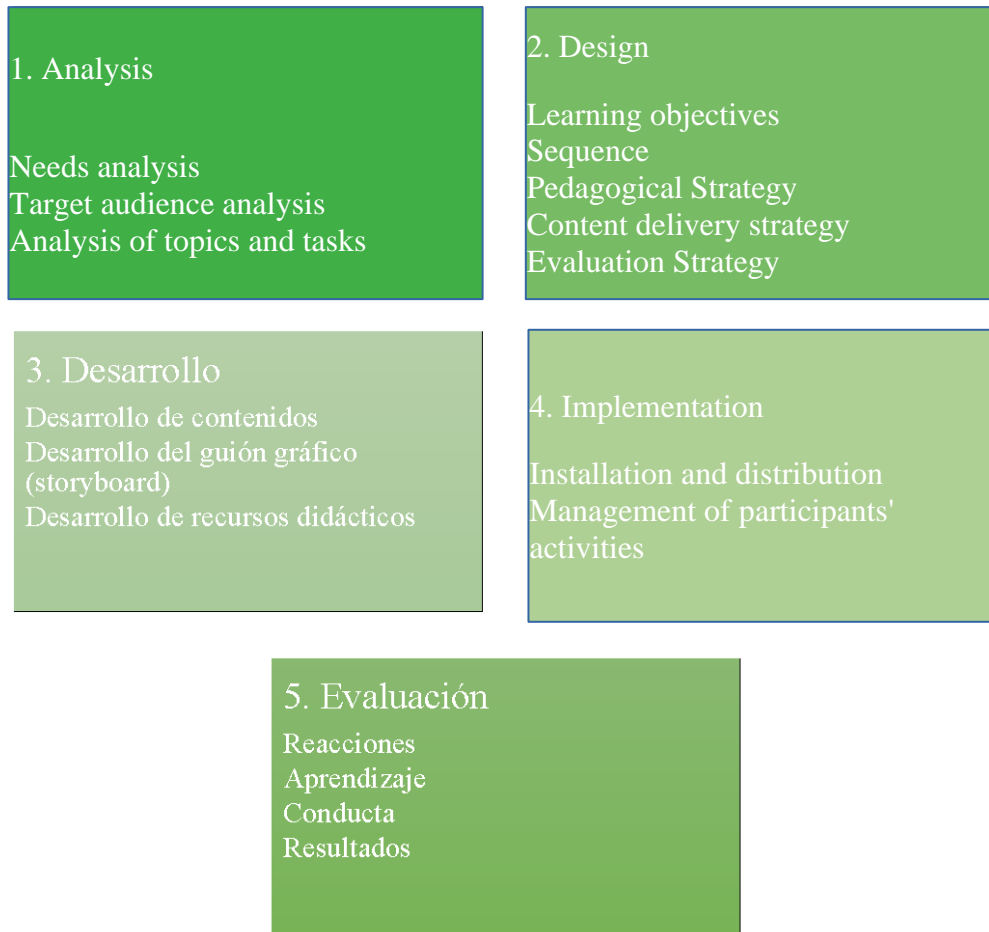 1. Analysis
Needs analysis
Target audience analysis
Analysis of topics and tasks
2. Design
Learning objectives
Sequence
Pedagogical Strategy
Content delivery strategy
Evaluation Strategy
3. Desarrollo
Desarrollo de contenidos
Desarrollo del guión gráfico
(storyboard)
Desarrollo de recursos didácticos
4. Implementation
Installation and distribution
Management of participants'
activities
5. Evaluación
Reacciones
Aprendizaje
Conducta
Resultados